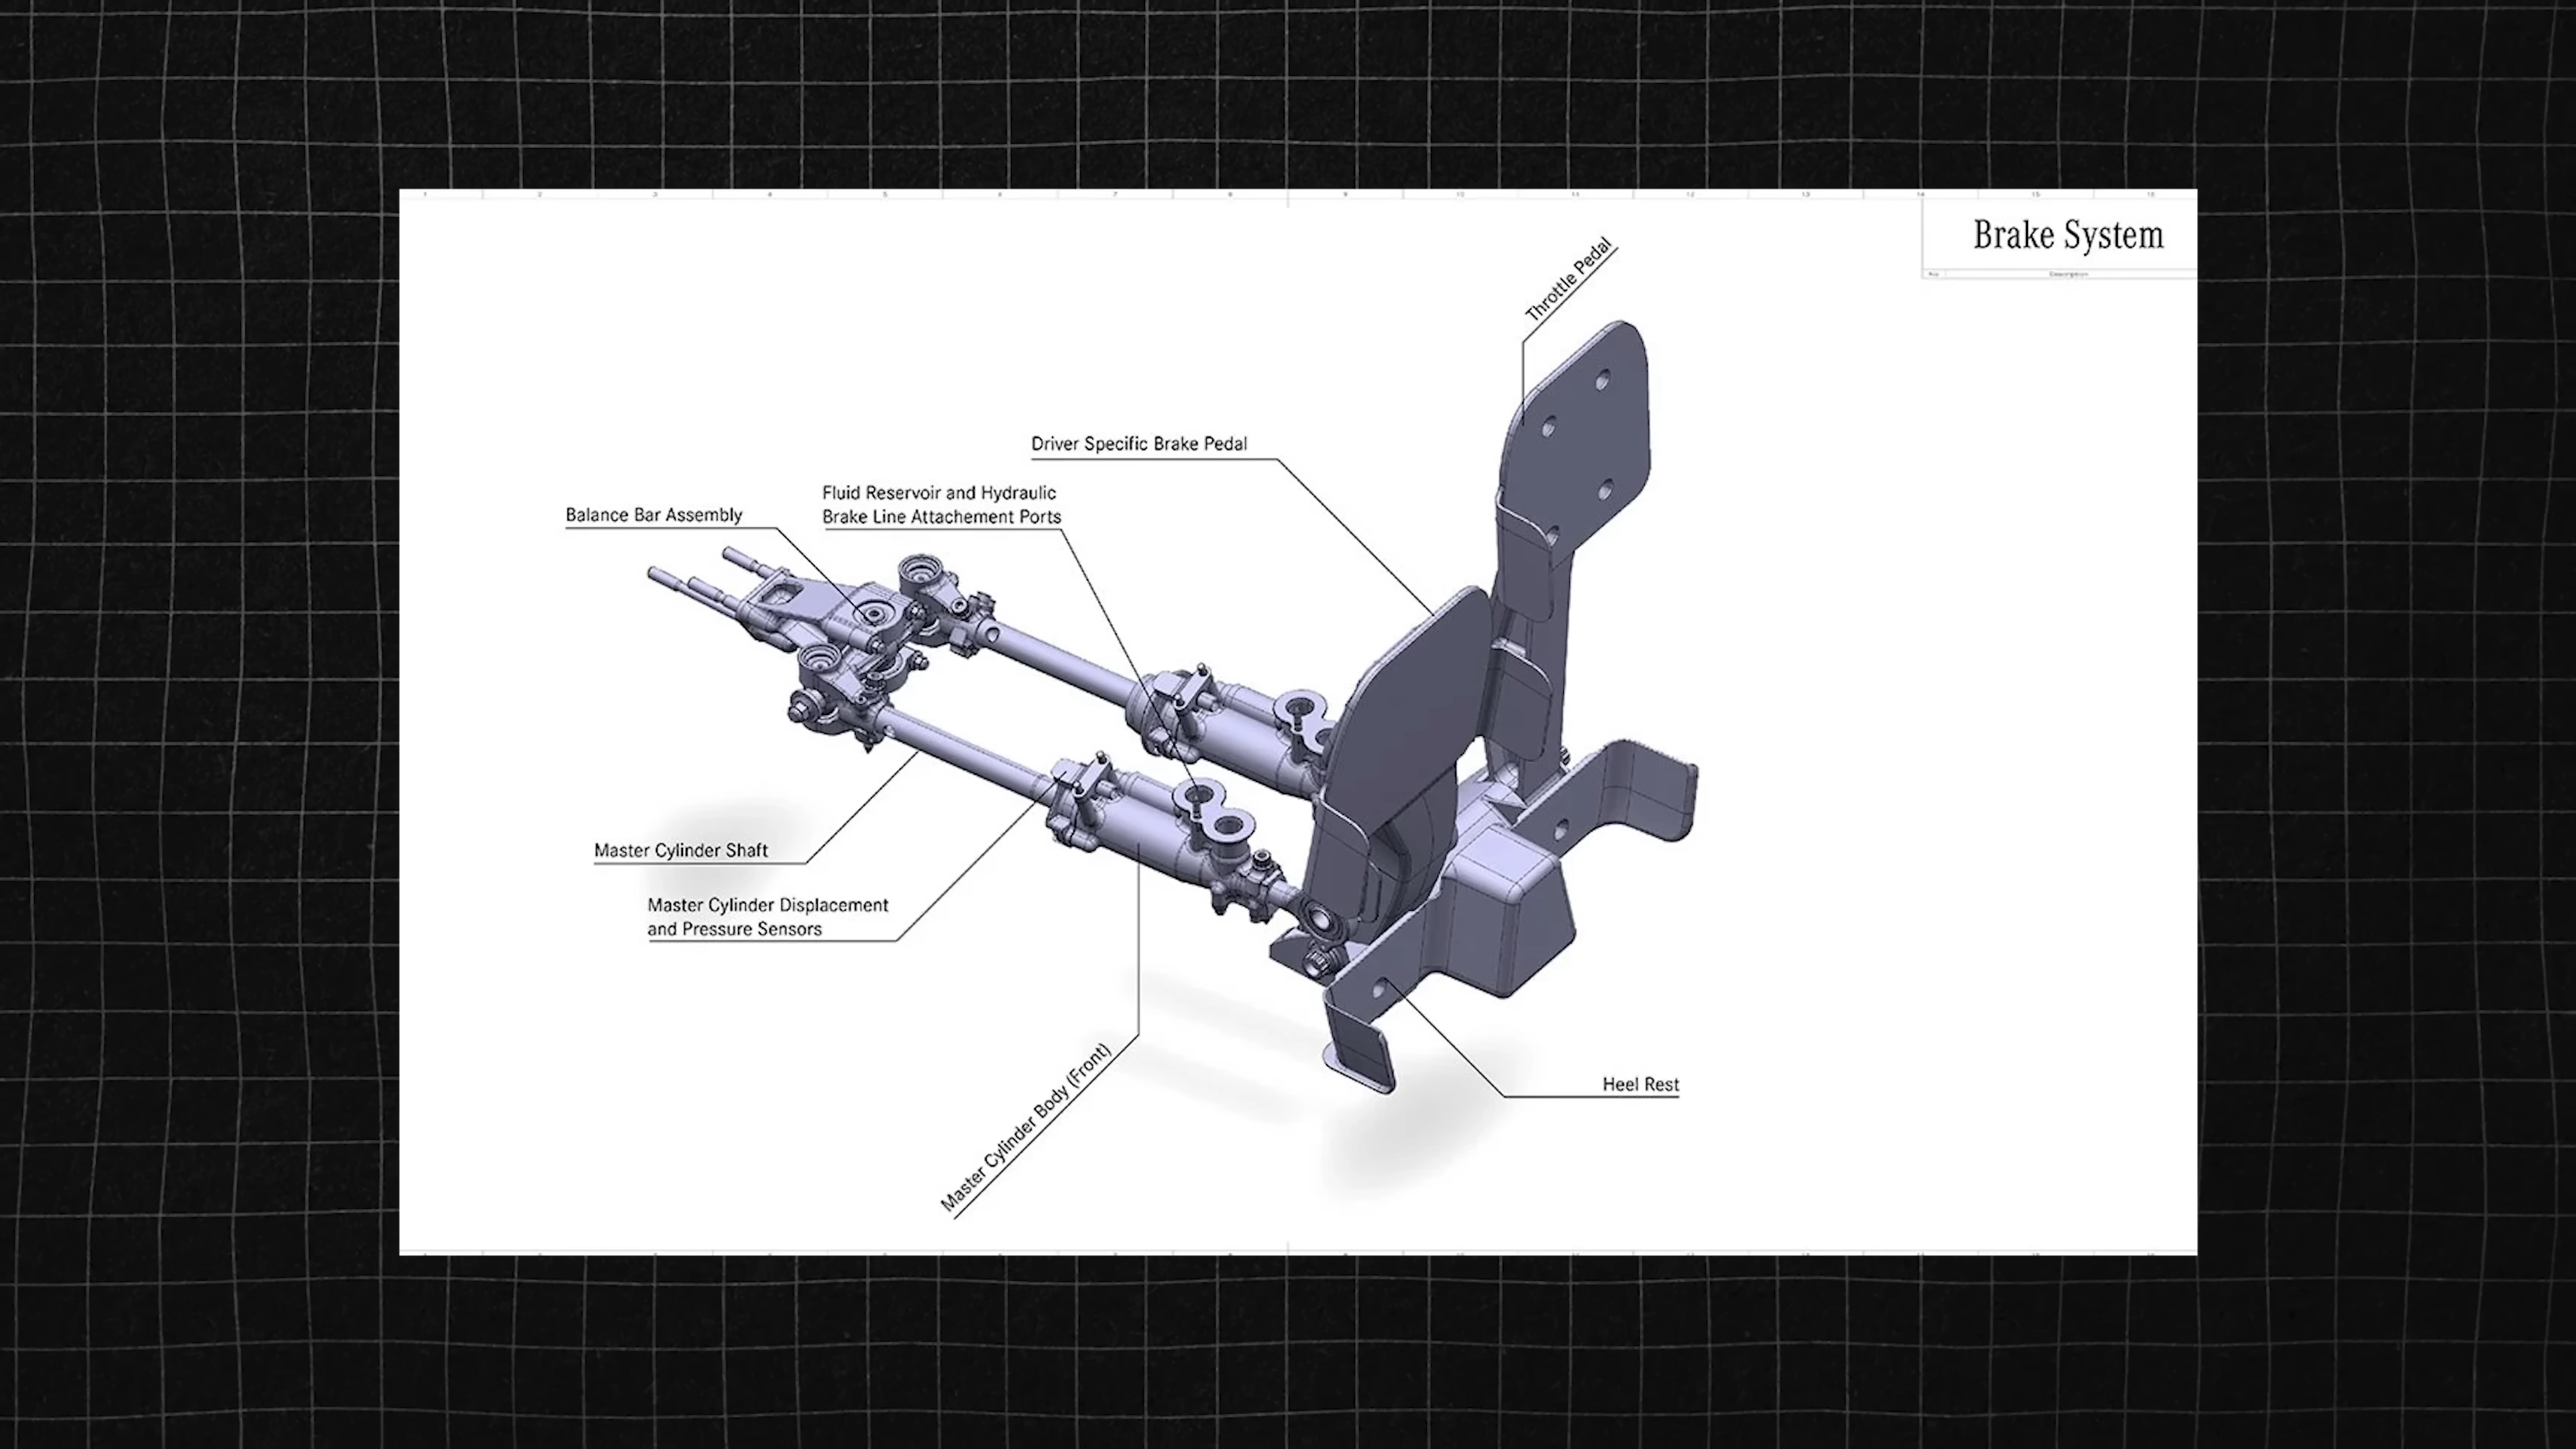 Brake System
Description
Throttle Pedal
Driver Specific Brake Pedal
Fluid Reservoir and Hydraulic
Brake Line Attachement Ports
Balance Bar Assembly
Master Cylinder Shaft
Master Cylinder Displacement
and Pressure Sensors
Master Cylinder Body (Front)
Heel Rest